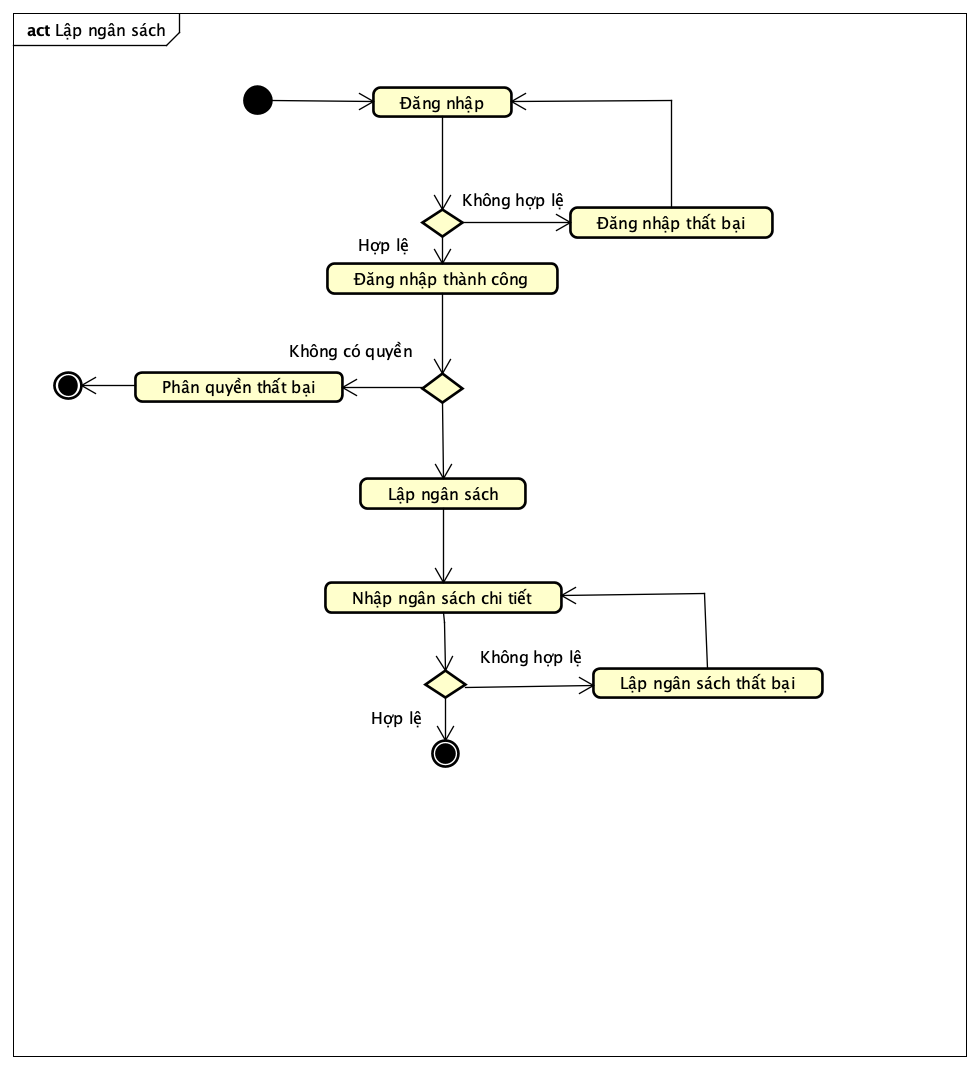 act Lập ngân sách
Đăng nhập
Không hợp lệ
Đăng nhập thất bại
Hợp lệ
Đăng nhập thành công
Không có quyền
Phân quyền thất bại
Lập ngân sách
Nhập ngân sách chi tiết
Không hợp lệ
Lập ngân sách thất bại
Hợp lệ